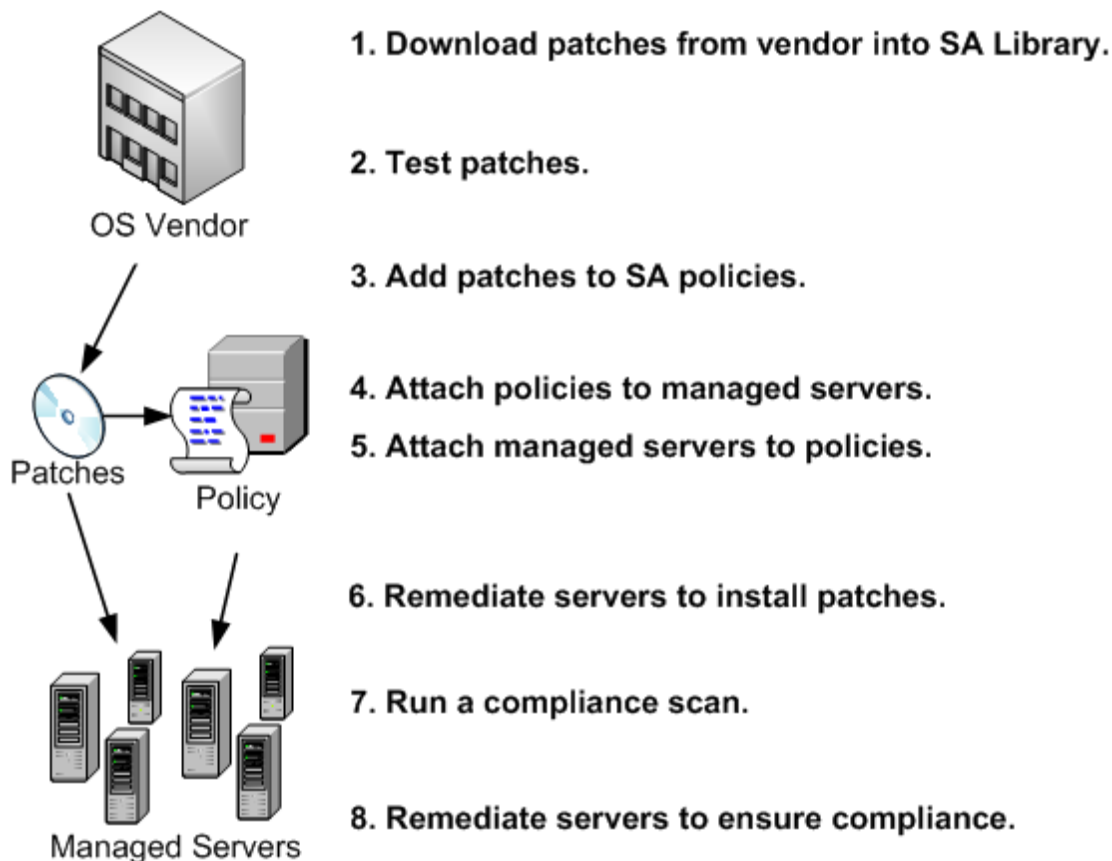 1. Download patches from vendor into SA Library.
2. Test patches.
OS Vendor
3. Add patches to SA policies.
4. Attach policies to managed servers.
5. Attach managed servers to policies.
Patches
Policy
6. Remediate servers to install patches.
7. Run a compliance scan.
8. Remediate servers to ensure compliance.
Managed Servers